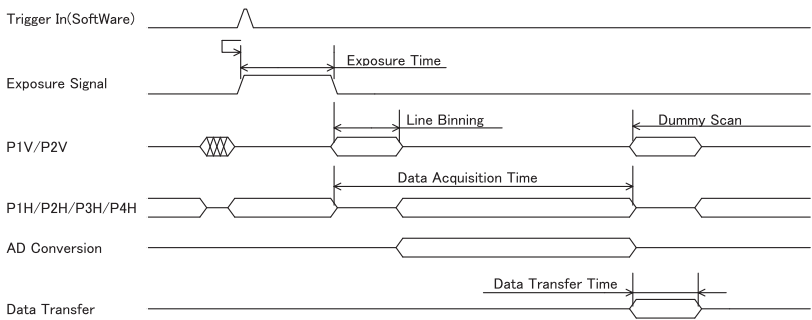 Trigger In(SoftWare)
Exposure Time
Exposure Signal
Line Binning
Dummy Scan
P1V/P2V
Data Acquisition Time
P1H/P2H/P3H/P4H
AD Conversion
Data Transfer Time
Data Transfer